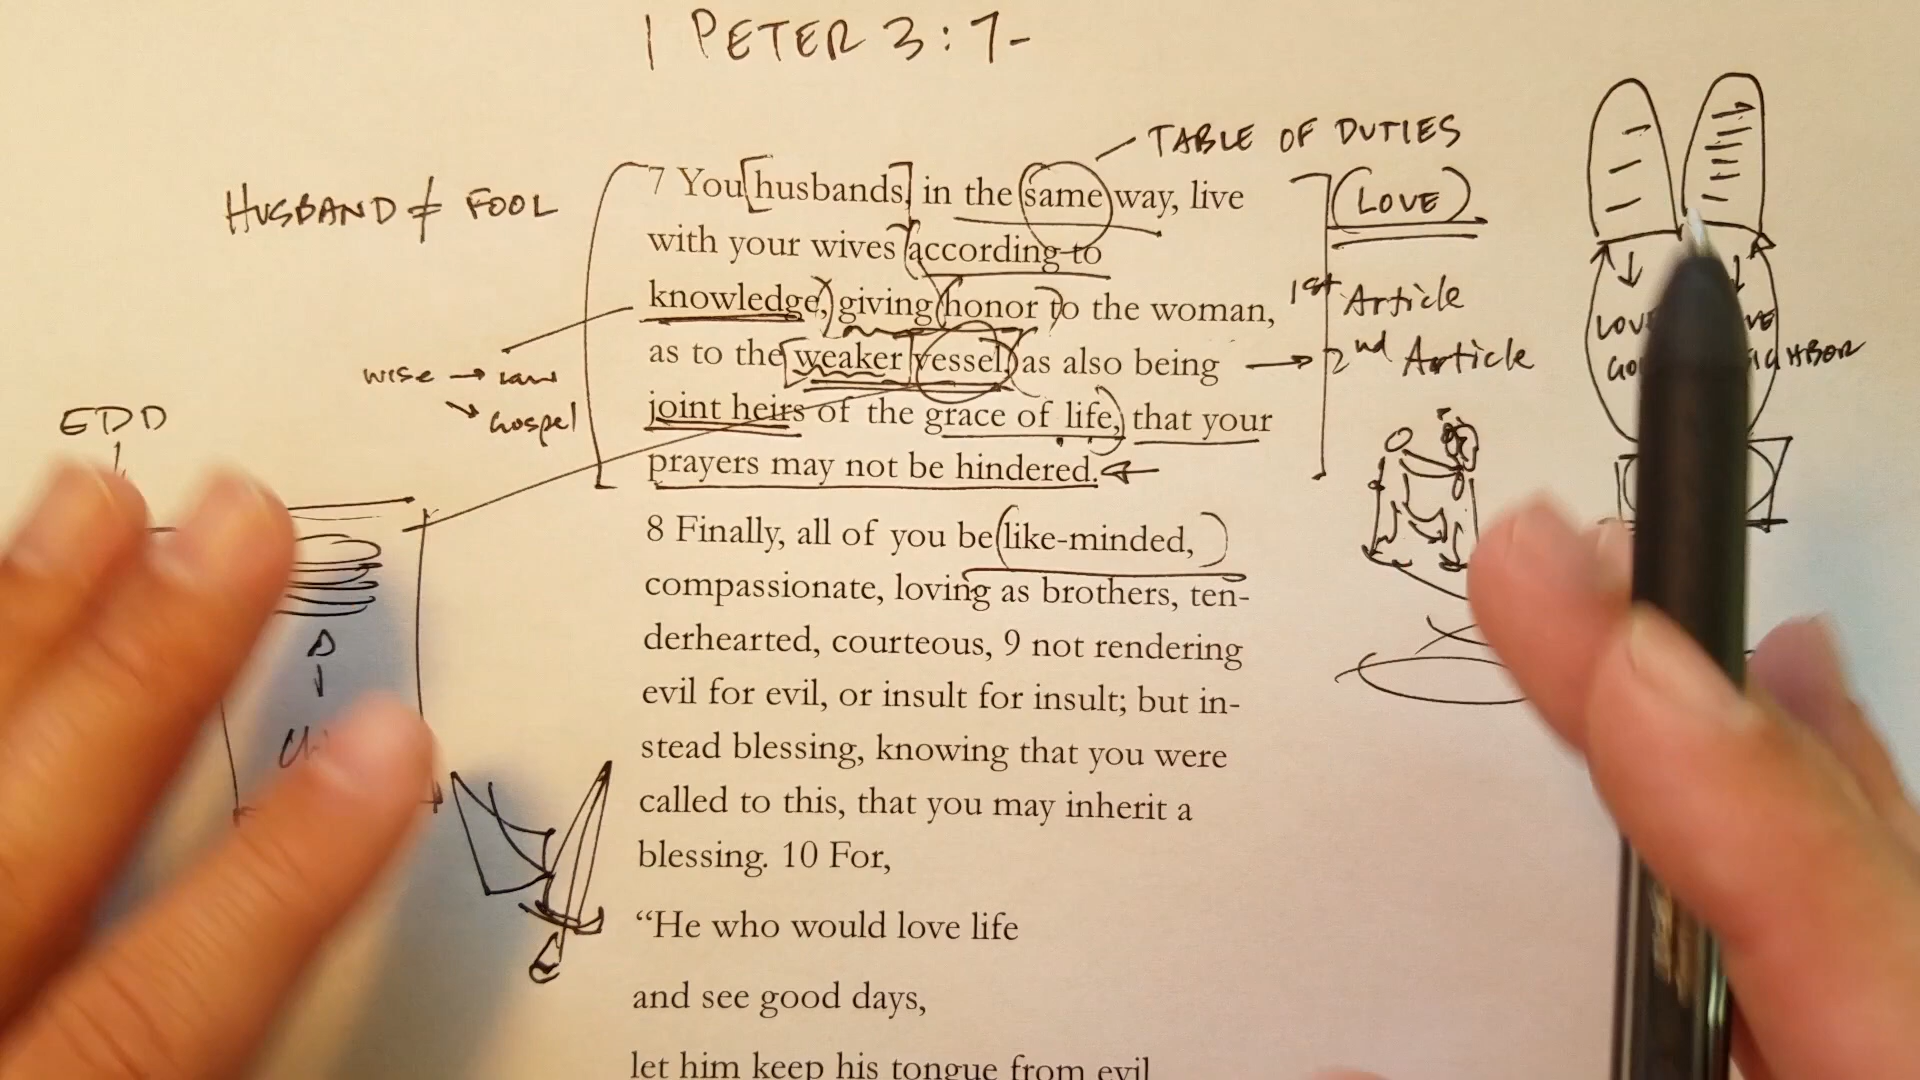 1 PETER 3:7-
TABLE OF DUTIES
HUSBAND ≠ FOOL
7 You husbands, in the same way, live
with your wives according to
knowledge, giving honor to the woman,
as to the weaker vessel, as also being
joint heirs of the grace of life, that your
prayers may not be hindered.
(LOVE)
1st Article
2nd Article
wise → law
↘ Gospel
EDD
LOVE
8 Finally, all of you be like-minded,
compassionate, loving as brothers, ten-
derhearted, courteous, 9 not rendering
evil for evil, or insult for insult; but in-
stead blessing, knowing that you were
called to this, that you may inherit a
blessing. 10 For,
“He who would love life
and see good days,
let him keep his tongue from evil